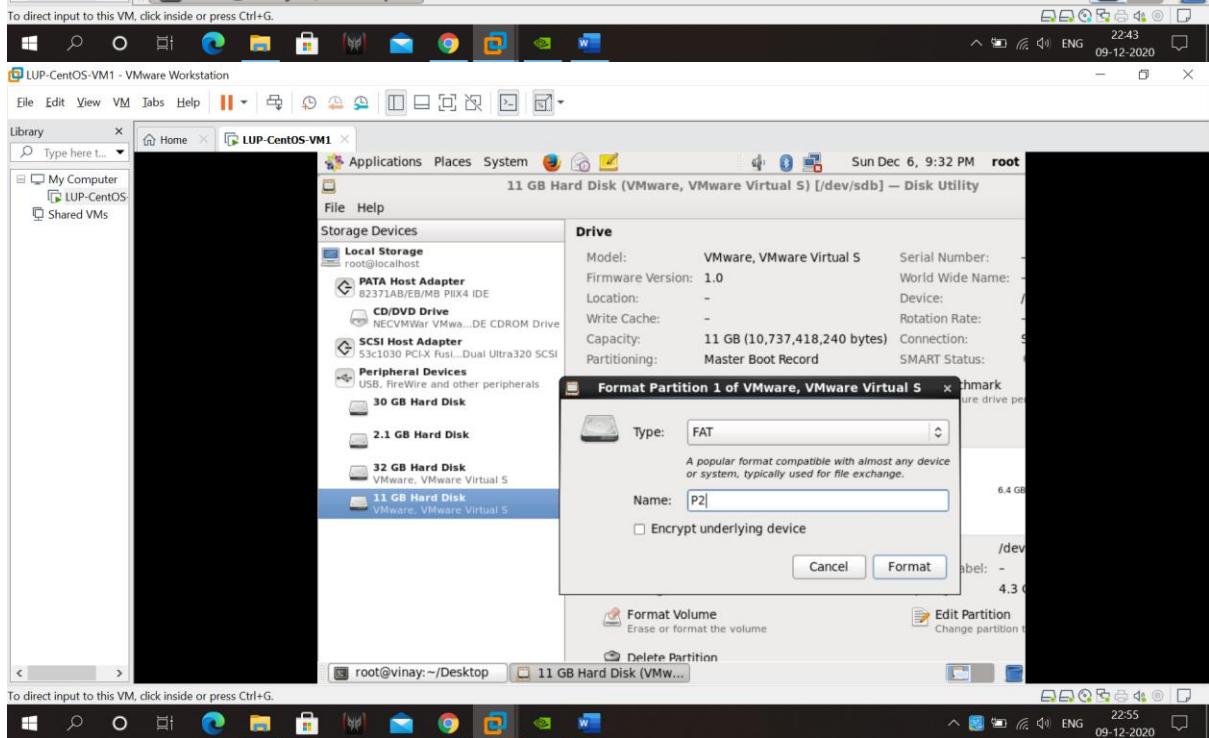 To direct input to this VM, click inside or press Ctrl+G.
ENG
22:43
09-12-2020
LUP-CentOS-VM1 - VMware Workstation
File Edit View VM Tabs Help
Library
Type here t...
Home
LUP-CentOS-VM1
My Computer
LUP-CentOS-
Shared VMs
Applications Places System
Sun Dec 6, 9:32 PM root
11 GB Hard Disk (VMware, VMware Virtual S) [/dev/sdb] — Disk Utility
File Help
Storage Devices
Local Storage
root@localhost
PATA Host Adapter
82371AB/EB/MB PIIX4 IDE
CD/DVD Drive
NECVMWar VMwa...DE CDROM Drive
SCSI Host Adapter
53c1030 PCI-X Fusi...Dual Ultra320 SCSI
Peripheral Devices
USB, FireWire and other peripherals
30 GB Hard Disk
2.1 GB Hard Disk
32 GB Hard Disk
VMware, VMware Virtual S
11 GB Hard Disk
VMware, VMware Virtual S
Drive
Model: VMware, VMware Virtual S Serial Number: -
Firmware Version: 1.0 World Wide Name: -
Location: – Device: /
Write Cache: – Rotation Rate: -
Capacity: 11 GB (10,737,418,240 bytes) Connection:
Partitioning: Master Boot Record SMART Status:
hmark
ure drive per
Format Partition 1 of VMware, VMware Virtual S
Type: FAT
A popular format compatible with almost any device
or system, typically used for file exchange.
Name: P2
Encrypt underlying device
Cancel Format
6.4 GB
/dev
abel: –
4.3
Format Volume
Erase or format the volume
Edit Partition
Change partition t
Delete Partition
root@vinay:~/Desktop
11 GB Hard Disk (VMw...
To direct input to this VM, click inside or press Ctrl+G.
ENG
22:55
09-12-2020